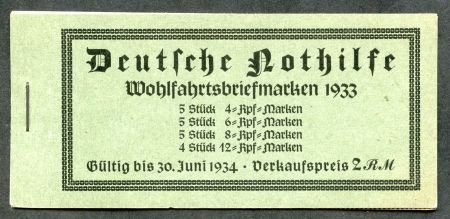 Deutsche Nothilfe
Wohlfahrtsbriefmarken 1933
5 Stück 4=Rpf=Marken
5 Stück 6=Rpf=Marken
5 Stück 8=Rpf=Marken
4 Stück 12=Rpf=Marken
Gültig bis 30. Juni 1934 · Verkaufspreis 2 RM